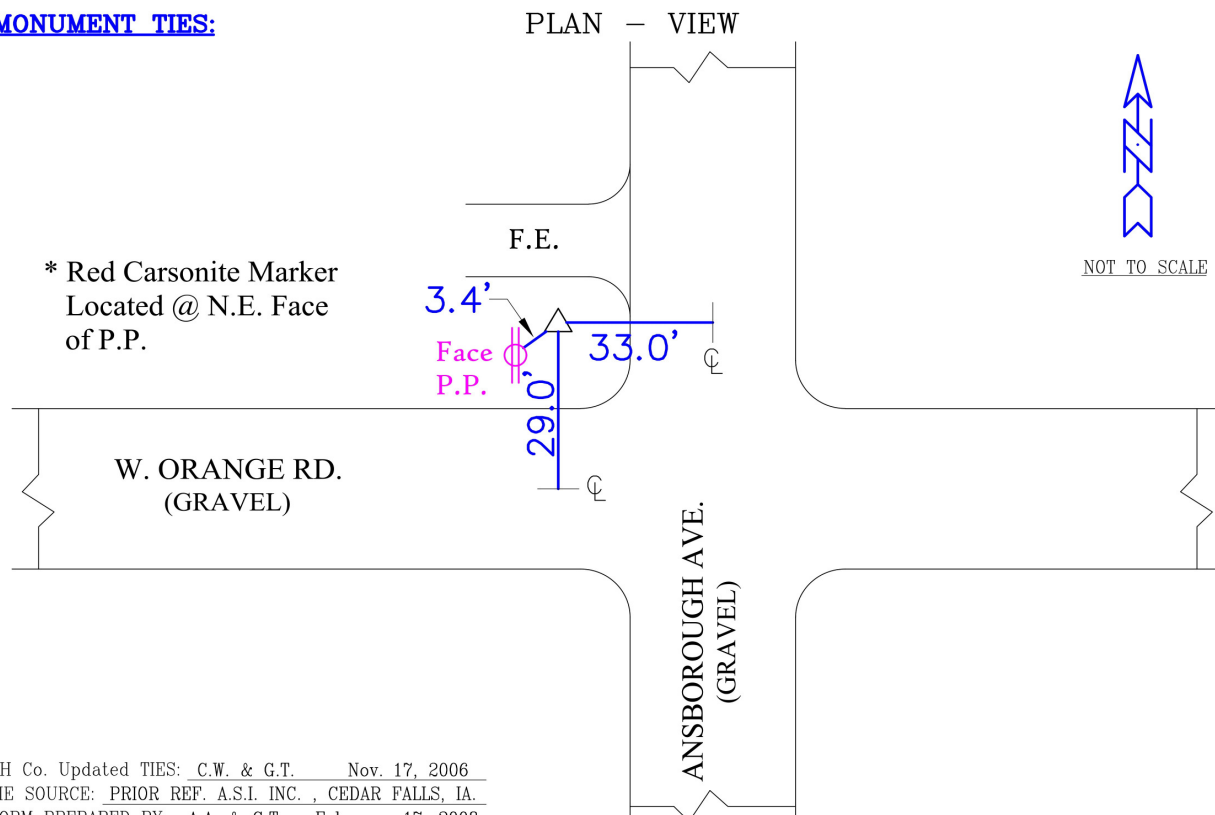 MONUMENT TIES:
PLAN - VIEW
NOT TO SCALE
* Red Carsonite Marker
Located @ N.E. Face
of P.P.
F.E.
3.4'
33.0'
Face
P.P.
29.0'
W. ORANGE RD.
(GRAVEL)
ANSBOROUGH AVE.
(GRAVEL)
Co. Updated TIES: C.W. & G.T. Nov. 17, 2006
SOURCE: PRIOR REF. A.S.I. INC. , CEDAR FALLS, IA.